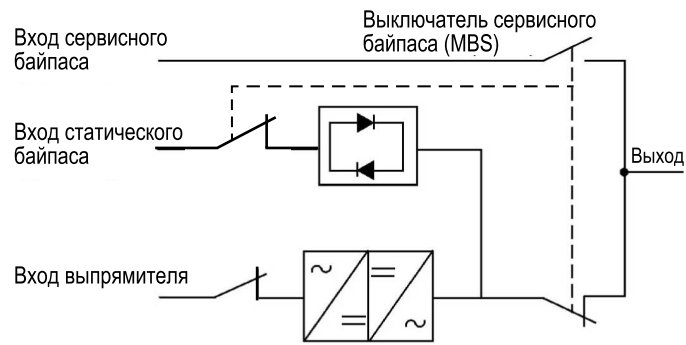 Вход сервисного
байпаса
Выключатель сервисного
байпаса (MBS)
Вход статического
байпаса
Выход
Вход выпрямителя